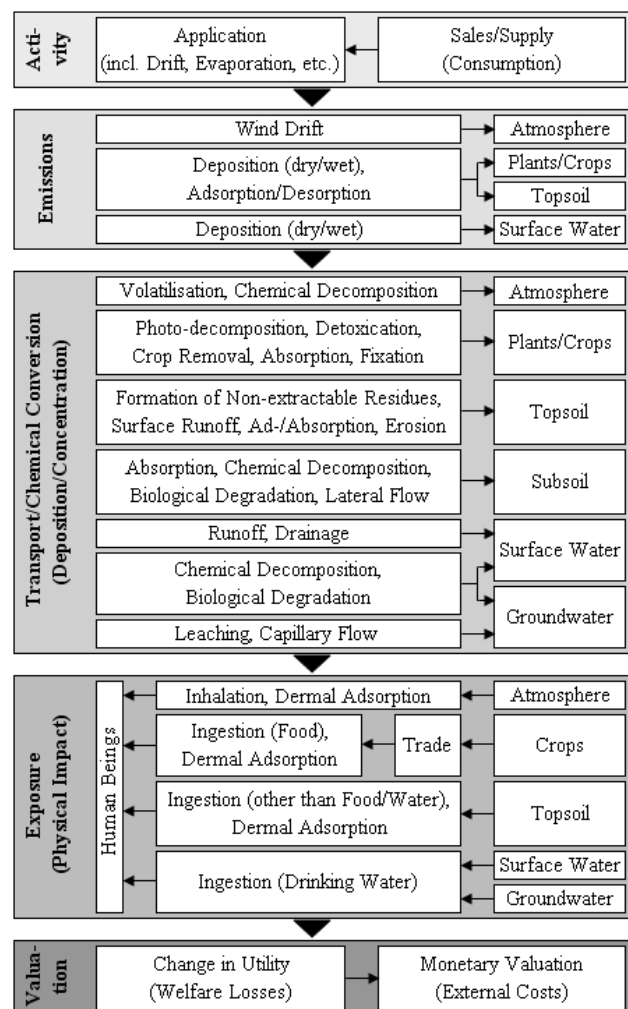 Acti-
vity
Application
(incl. Drift, Evaporation, etc.)
Sales/Supply
(Consumption)
Emissions
Wind Drift
Atmosphere
Deposition (dry/wet),
Adsorption/Desorption
Plants/Crops
Topsoil
Deposition (dry/wet)
Surface Water
Transport/Chemical Conversion
(Deposition/Concentration)
Volatilisation, Chemical Decomposition
Atmosphere
Photo-decomposition, Detoxication,
Crop Removal, Absorption, Fixation
Plants/Crops
Formation of Non-extractable Residues,
Surface Runoff, Ad-/Absorption, Erosion
Topsoil
Absorption, Chemical Decomposition,
Biological Degradation, Lateral Flow
Subsoil
Runoff, Drainage
Surface Water
Chemical Decomposition,
Biological Degradation
Groundwater
Leaching, Capillary Flow
Exposure
(Physical Impact)
Human Beings
Inhalation, Dermal Adsorption
Atmosphere
Ingestion (Food),
Dermal Adsorption
Trade
Crops
Ingestion (other than Food/Water),
Dermal Adsorption
Topsoil
Ingestion (Drinking Water)
Surface Water
Groundwater
Valua-
tion
Change in Utility
(Welfare Losses)
Monetary Valuation
(External Costs)